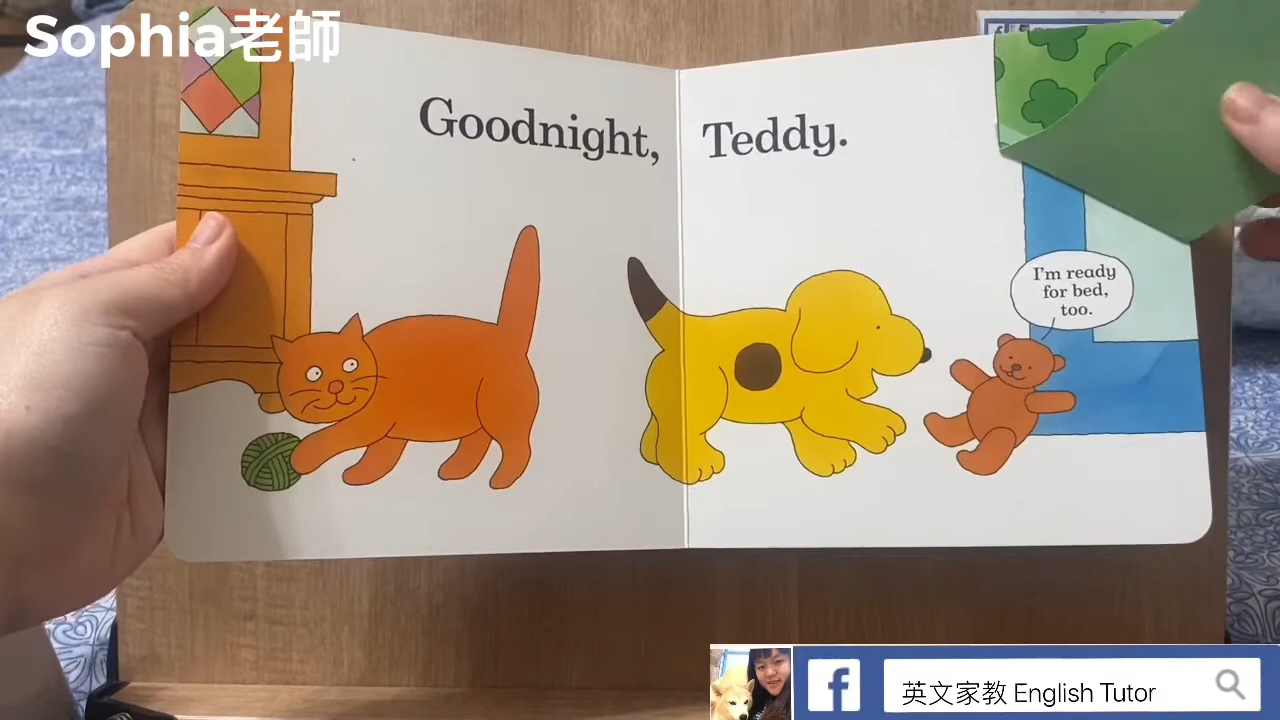 Sophia老師
Goodnight, Teddy.
I'm ready
for bed,
too.
英文家教 English Tutor